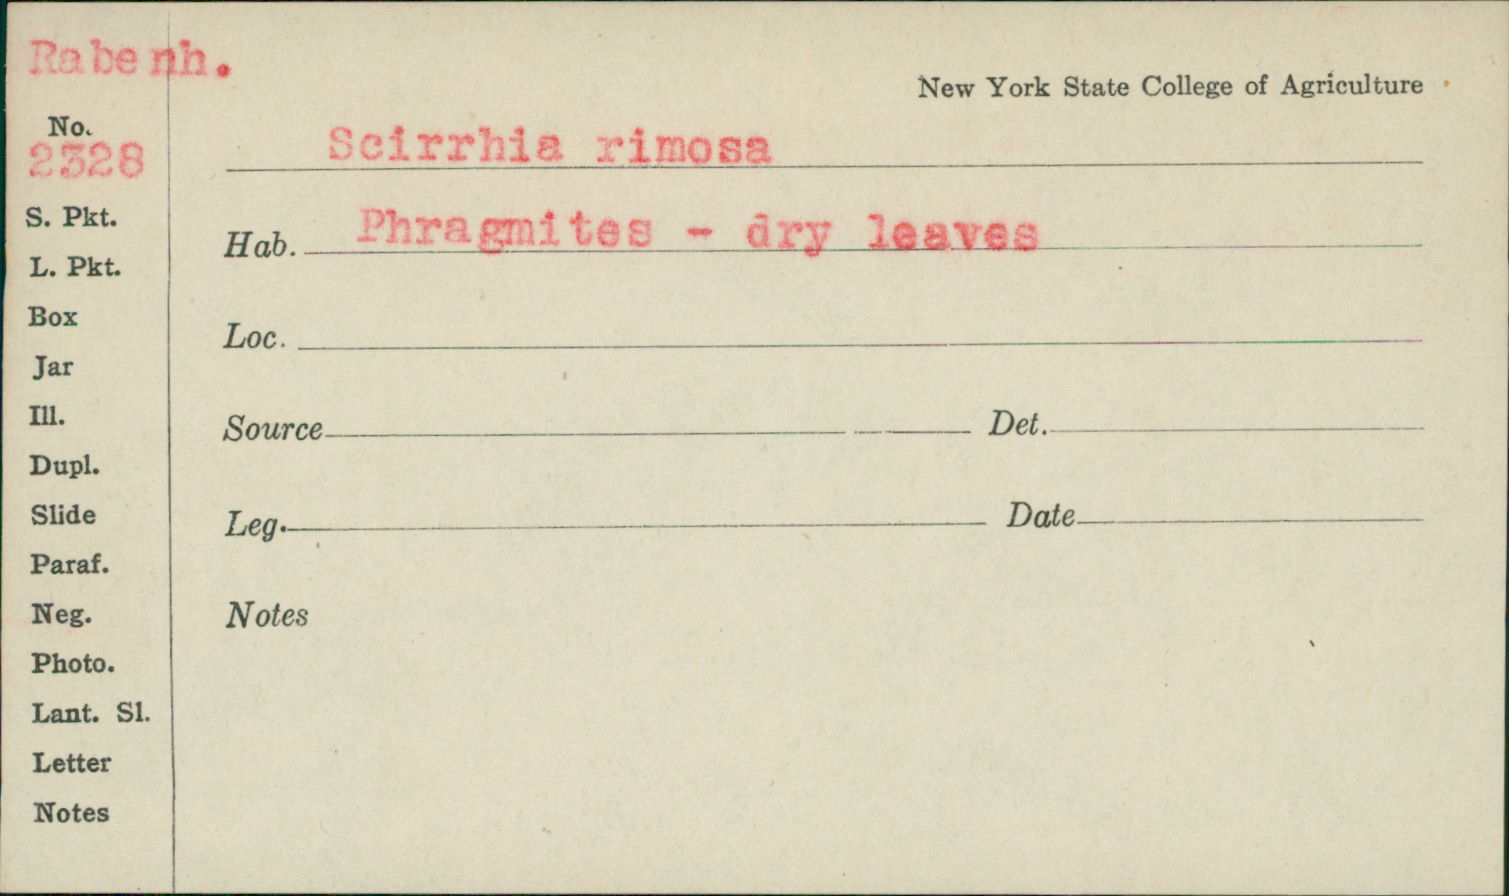 Rabenh.
New York State College of Agriculture
No.
2328
Scirrhia rimosa
S. Pkt.
Hab. Phragmites - dry leaves
L. Pkt.
Box
Loc.
Jar
Ill.
Source Det.
Dupl.
Slide
Leg. Date
Paraf.
Neg.
Notes
Photo.
Lant. Sl.
Letter
Notes